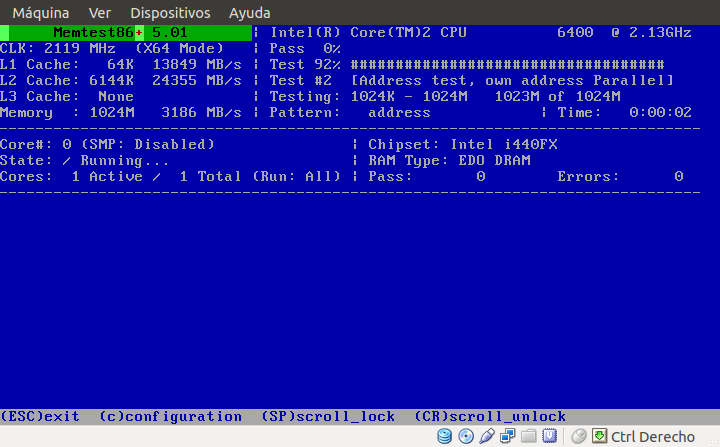 Máquina Ver Dispositivos Ayuda
Memtest86+ 5.01 | Intel(R) Core(TM)2 CPU 6400 @ 2.13GHz
CLK: 2119 MHz (X64 Mode) | Pass 0%
L1 Cache: 64K 13849 MB/s | Test 92% ###################################
L2 Cache: 6144K 24355 MB/s | Test #2 [Address test, own address Parallel]
L3 Cache: None | Testing: 1024K - 1024M 1023M of 1024M
Memory : 1024M 3186 MB/s | Pattern: address | Time: 0:00:02
------------------------------------------------------------------------------
Core#: 0 (SMP: Disabled) | Chipset: Intel i440FX
State: / Running... | RAM Type: EDO DRAM
Cores: 1 Active / 1 Total (Run: All) | Pass: 0 Errors: 0
------------------------------------------------------------------------------
(ESC)exit (c)configuration (SP)scroll_lock (CR)scroll_unlock
Ctrl Derecho